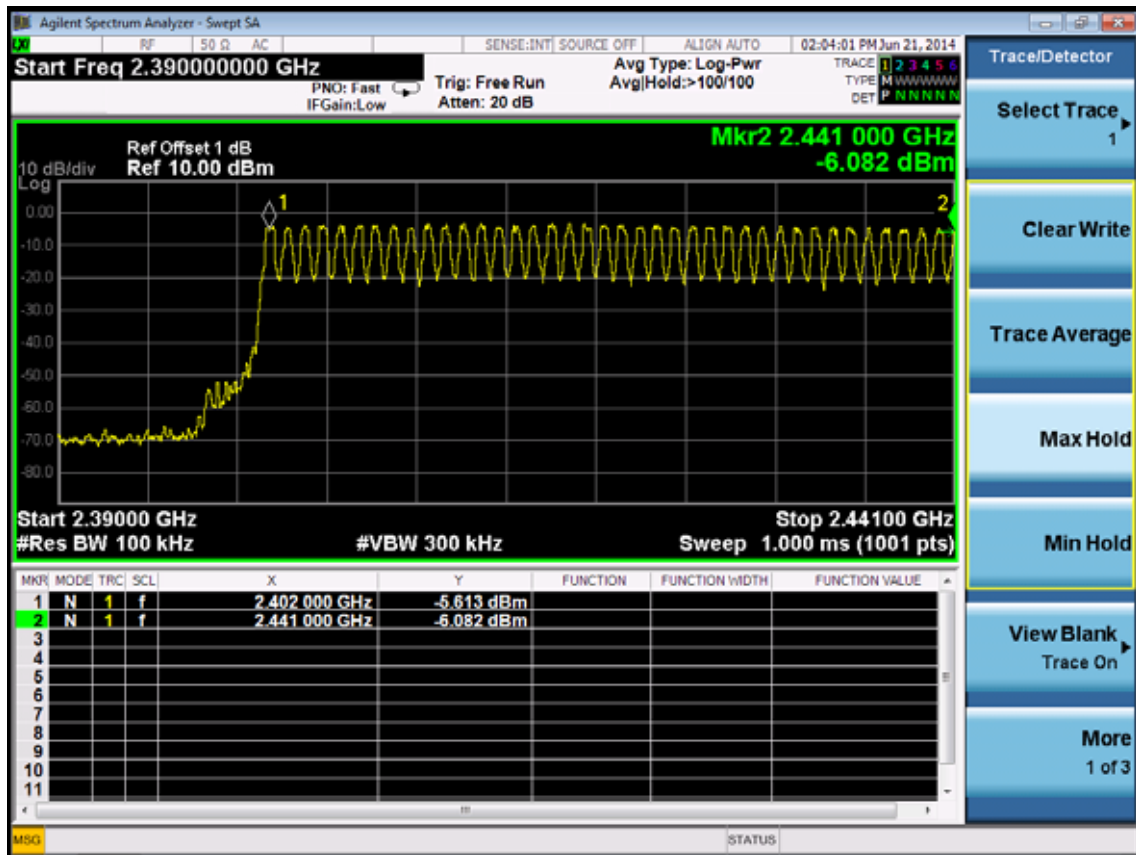 Agilent Spectrum Analyzer - Swept SA
LXI RF 50 Ω AC SENSE:INT SOURCE OFF ALIGN AUTO 02:04:01 PM Jun 21, 2014
Start Freq 2.390000000 GHz
PNO: Fast
IFGain:Low
Trig: Free Run
Atten: 20 dB
Avg Type: Log-Pwr
Avg|Hold:>100/100
TRACE 1 2 3 4 5 6
TYPE M W W W W W
DET P N N N N N
Mkr2 2.441 000 GHz
-6.082 dBm
Ref Offset 1 dB
10 dB/div Ref 10.00 dBm
Log
1
2
0.00
-10.0
-20.0
-30.0
-40.0
-50.0
-60.0
-70.0
-80.0
Start 2.39000 GHz Stop 2.44100 GHz
#Res BW 100 kHz #VBW 300 kHz Sweep 1.000 ms (1001 pts)
MKR MODE TRC SCL X Y FUNCTION FUNCTION WIDTH FUNCTION VALUE
1 N 1 f 2.402 000 GHz -5.613 dBm
2 N 1 f 2.441 000 GHz -6.082 dBm
3
4
5
6
7
8
9
10
11
MSG STATUS
Trace/Detector
Select Trace
1
Clear Write
Trace Average
Max Hold
Min Hold
View Blank
Trace On
More
1 of 3